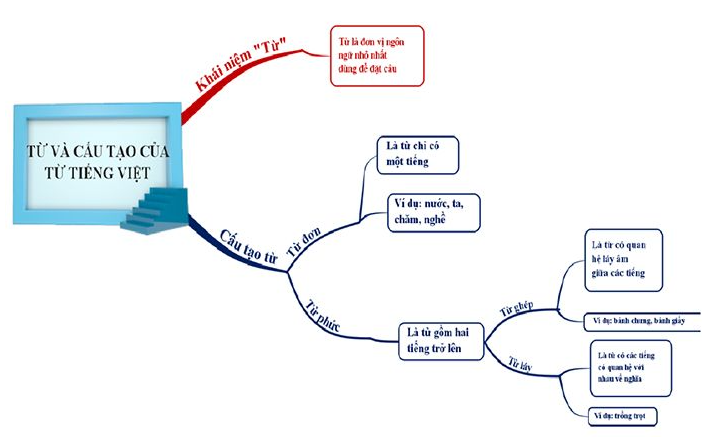 TỪ VÀ CẤU TẠO CỦA
TỪ TIẾNG VIỆT
Khái niệm "Từ"
Từ là đơn vị ngôn
ngữ nhỏ nhất
dùng để đặt câu
Cấu tạo từ
Từ đơn
Là từ chỉ có
một tiếng
Ví dụ: nước, ta,
chăm, nghề
Từ phức
Là từ gồm hai
tiếng trở lên
Từ ghép
Là từ có quan
hệ láy âm
giữa các tiếng
Ví dụ: bánh chưng, bánh giầy
Từ láy
Là từ có các tiếng
có quan hệ với
nhau về nghĩa
Ví dụ: trồng trọt